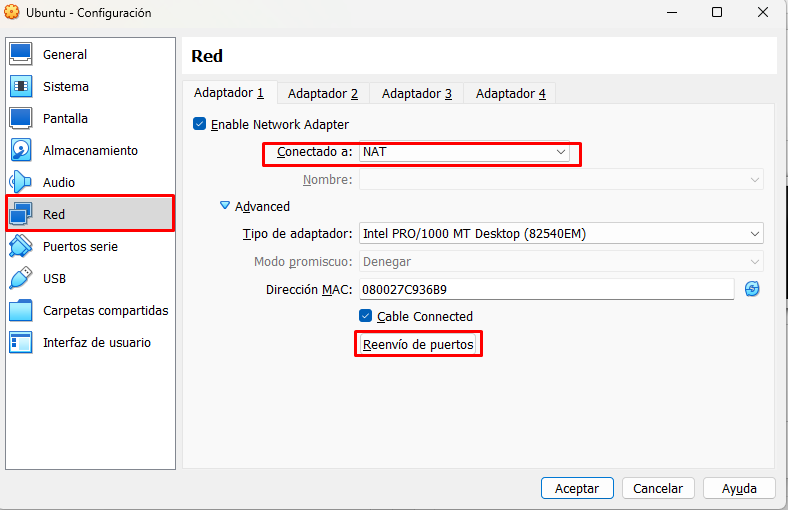 Ubuntu - Configuración
General
Sistema
Pantalla
Almacenamiento
Audio
Red
Puertos serie
USB
Carpetas compartidas
Interfaz de usuario
Red
Adaptador 1 Adaptador 2 Adaptador 3 Adaptador 4
Enable Network Adapter
Conectado a: NAT
Nombre:
Advanced
Tipo de adaptador: Intel PRO/1000 MT Desktop (82540EM)
Modo promiscuo: Denegar
Dirección MAC: 080027C936B9
Cable Connected
Reenvío de puertos
Aceptar Cancelar Ayuda